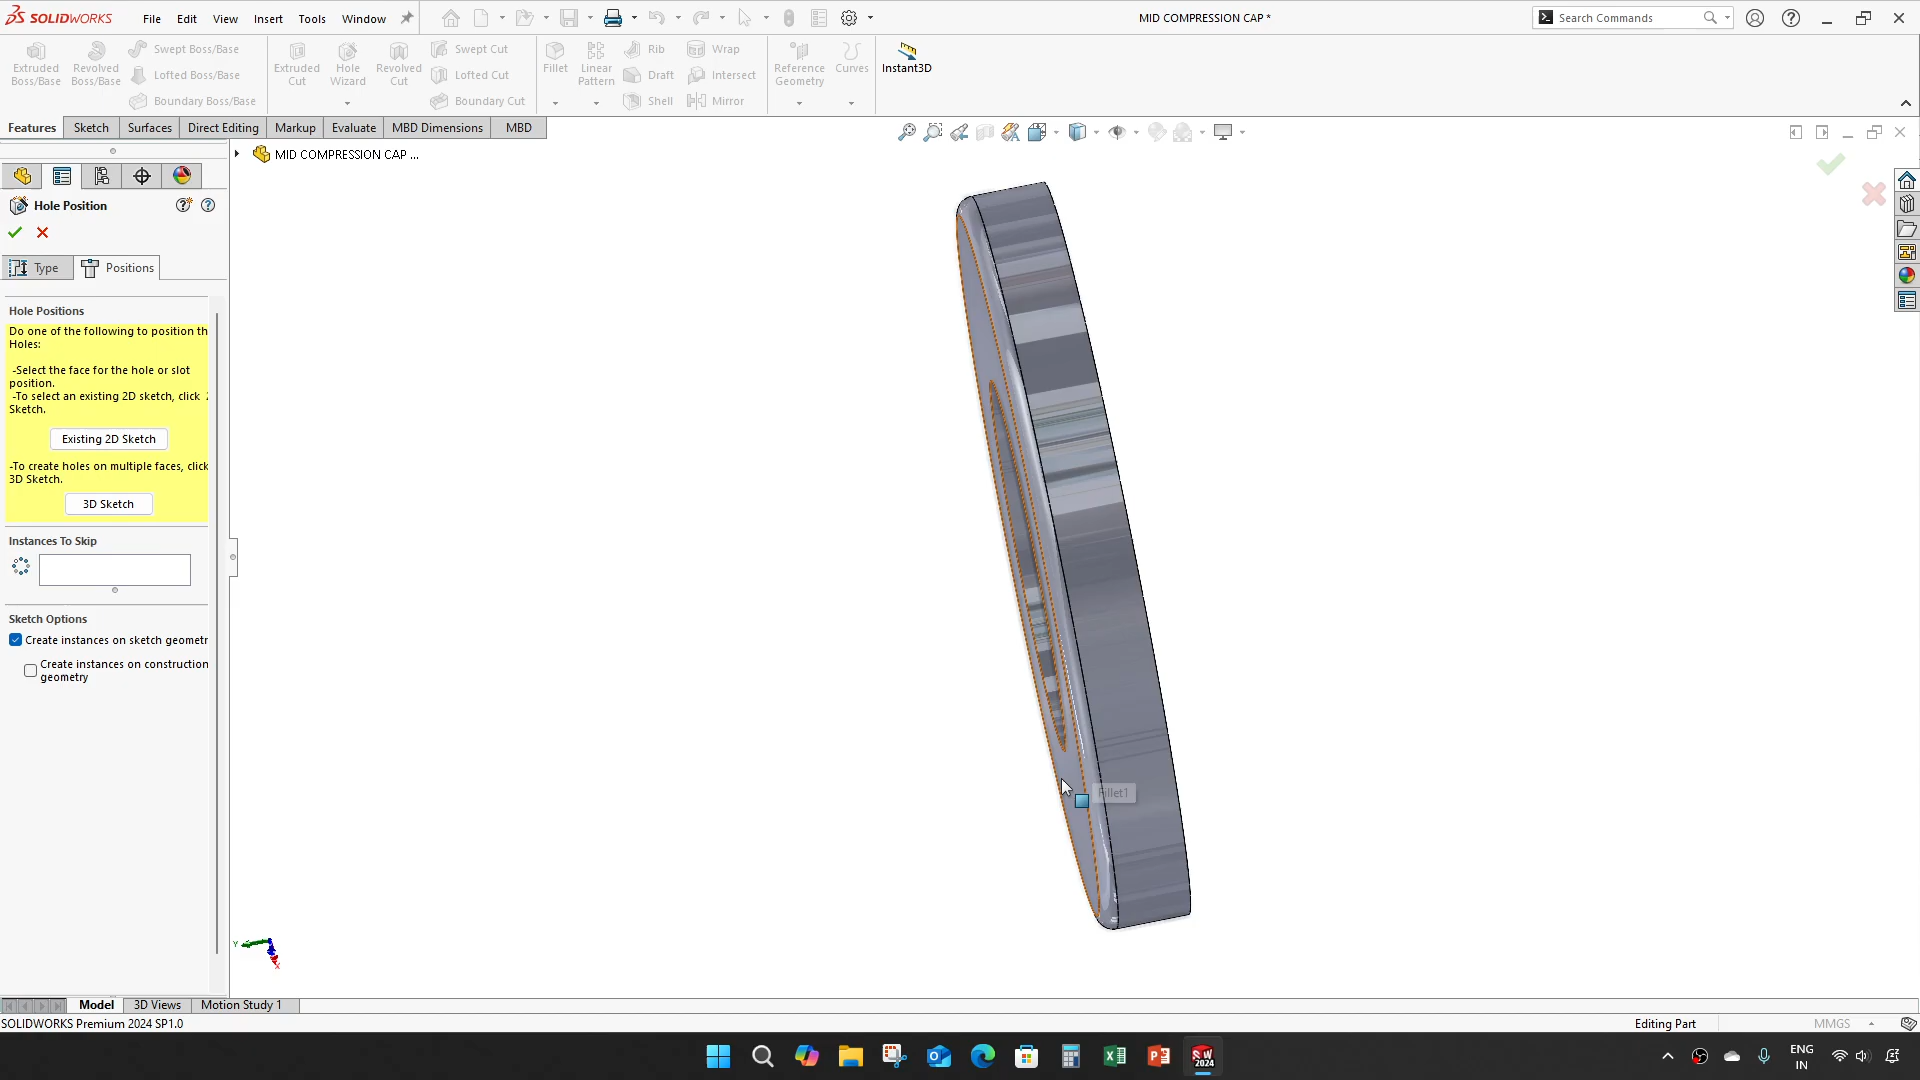 SOLIDWORKS
File Edit View Insert Tools Window
MID COMPRESSION CAP *
Search Commands
Extruded Boss/Base
Revolved Boss/Base
Swept Boss/Base
Lofted Boss/Base
Boundary Boss/Base
Extruded Cut
Hole Wizard
Revolved Cut
Swept Cut
Lofted Cut
Boundary Cut
Fillet
Linear Pattern
Rib
Draft
Shell
Wrap
Intersect
Mirror
Reference Geometry
Curves
Instant3D
Features Sketch Surfaces Direct Editing Markup Evaluate MBD Dimensions MBD
MID COMPRESSION CAP ...
Hole Position
Type Positions
Hole Positions
Do one of the following to position th
Holes:
-Select the face for the hole or slot
position.
-To select an existing 2D sketch, click
Sketch.
Existing 2D Sketch
-To create holes on multiple faces, click
3D Sketch.
3D Sketch
Instances To Skip
Sketch Options
Create instances on sketch geometr
Create instances on construction
geometry
Fillet1
Y
X
Model 3D Views Motion Study 1
SOLIDWORKS Premium 2024 SP1.0
Editing Part
MMGS
SW
2024
ENG
IN